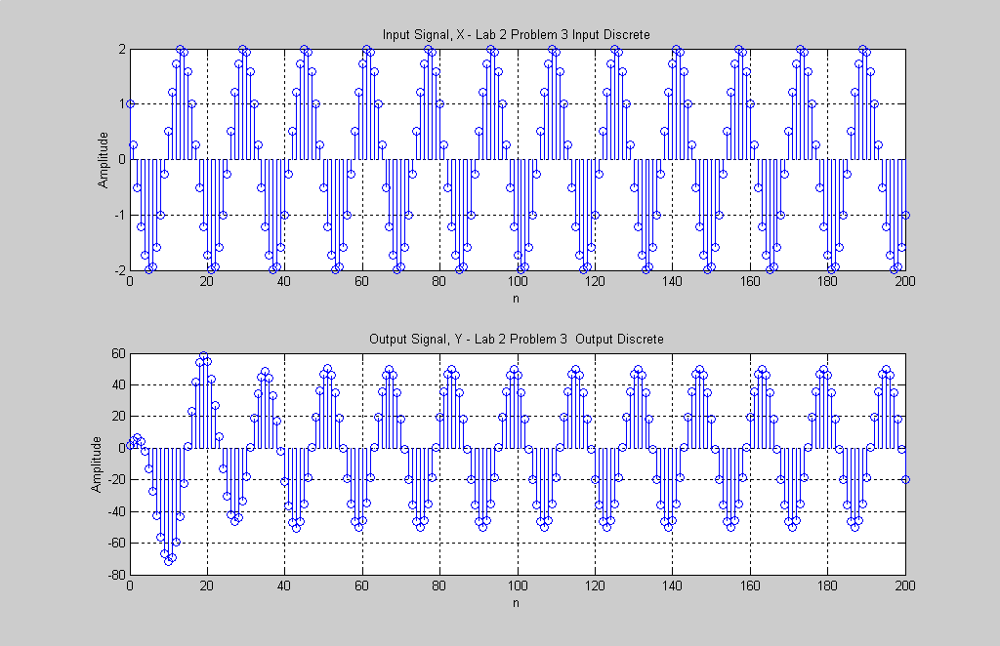 Input Signal, X - Lab 2 Problem 3 Input Discrete
2
1
0
-1
-2
Amplitude
0 20 40 60 80 100 120 140 160 180 200
n
Output Signal, Y - Lab 2 Problem 3  Output Discrete
60
40
20
0
-20
-40
-60
-80
Amplitude
0 20 40 60 80 100 120 140 160 180 200
n